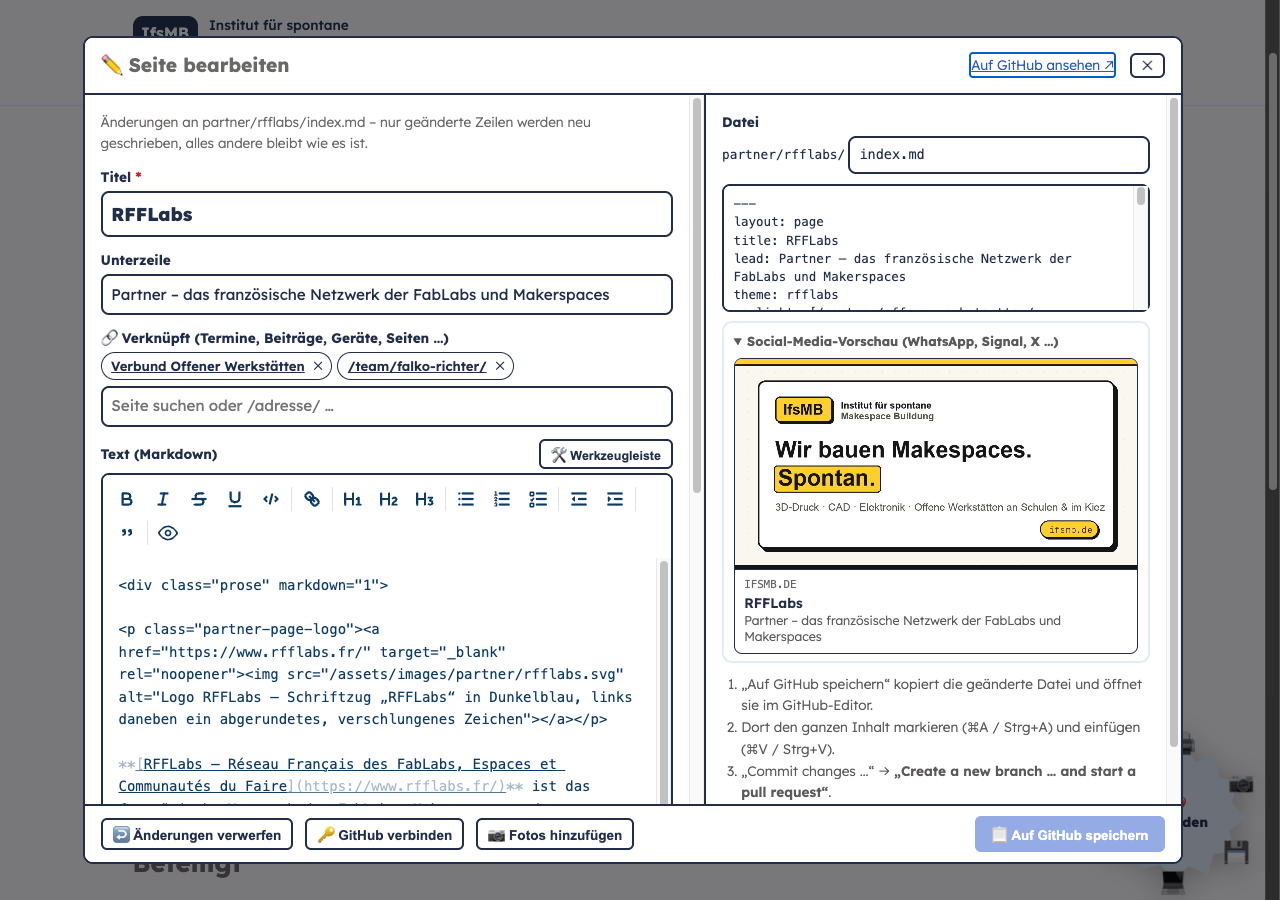 IfsMB Institut für spontane
✏️ Seite bearbeiten
Auf GitHub ansehen ↗
✕
Änderungen an partner/rfflabs/index.md – nur geänderte Zeilen werden neu
geschrieben, alles andere bleibt wie es ist.
Titel *
RFFLabs
Unterzeile
Partner – das französische Netzwerk der FabLabs und Makerspaces
🔗 Verknüpft (Termine, Beiträge, Geräte, Seiten …)
Verbund Offener Werkstätten ✕ /team/falko-richter/ ✕
Seite suchen oder /adresse/ …
Text (Markdown)
🛠️ Werkzeugleiste
B I S U </> H1 H2 H3
”
<div class="prose" markdown="1">
<p class="partner-page-logo"><a
href="https://www.rfflabs.fr/" target="_blank"
rel="noopener"><img src="/assets/images/partner/rfflabs.svg"
alt="Logo RFFLabs – Schriftzug „RFFLabs“ in Dunkelblau, links
daneben ein abgerundetes, verschlungenes Zeichen"></a></p>
**[RFFLabs – Réseau Français des FabLabs, Espaces et
Communautés du Faire](https://www.rfflabs.fr/)** ist das
Datei
partner/rfflabs/ index.md
---
layout: page
title: RFFLabs
lead: Partner – das französische Netzwerk der
FabLabs und Makerspaces
theme: rfflabs
▼ Social-Media-Vorschau (WhatsApp, Signal, X …)
IfsMB Institut für spontane
Makespace Building
Wir bauen Makespaces.
Spontan.
3D-Druck · CAD · Elektronik · Offene Werkstätten an Schulen & im Kiez
ifsmb.de
IFSMB.DE
RFFLabs
Partner – das französische Netzwerk der FabLabs und
Makerspaces
1. „Auf GitHub speichern“ kopiert die geänderte Datei und öffnet
sie im GitHub-Editor.
2. Dort den ganzen Inhalt markieren (⌘A / Strg+A) und einfügen
(⌘V / Strg+V).
3. „Commit changes …“ → „Create a new branch … and start a
pull request“.
↩️ Änderungen verwerfen
🔑 GitHub verbinden
📷 Fotos hinzufügen
📋 Auf GitHub speichern
Beteiligt